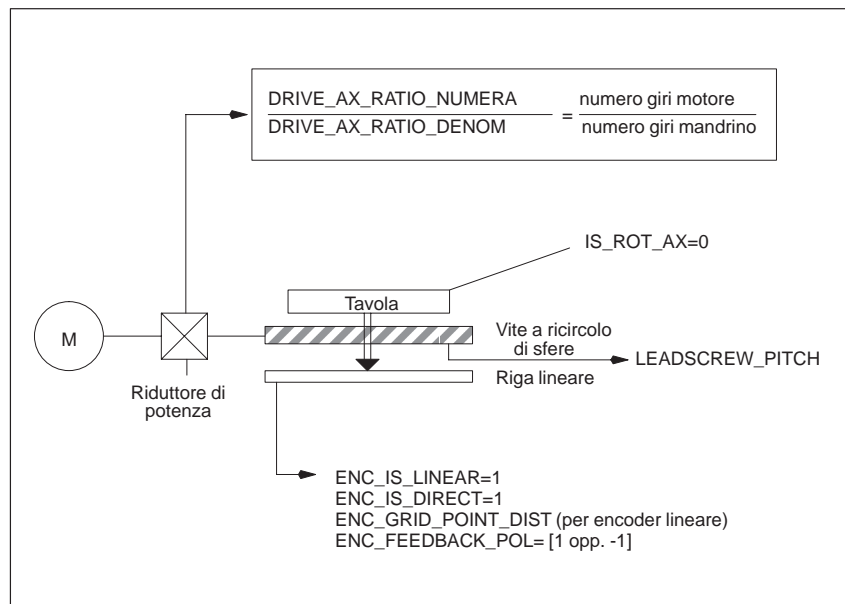 DRIVE_AX_RATIO_NUMERA
DRIVE_AX_RATIO_DENOM
=
numero giri motore
numero giri mandrino
IS_ROT_AX=0
Tavola
M
Vite a ricircolo
di sfere
LEADSCREW_PITCH
Riga lineare
Riduttore di
potenza
ENC_IS_LINEAR=1
ENC_IS_DIRECT=1
ENC_GRID_POINT_DIST (per encoder lineare)
ENC_FEEDBACK_POL= [1 opp. -1]